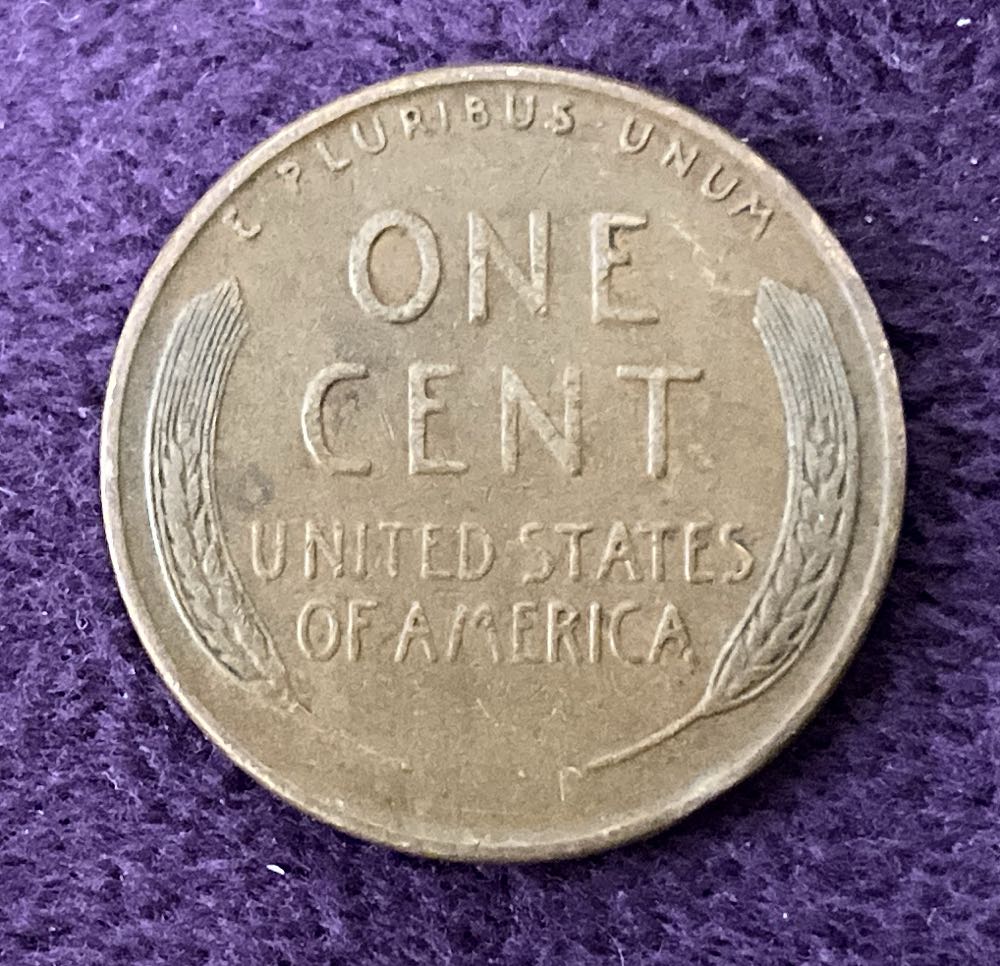 E PLURIBUS UNUM
ONE
CENT
UNITED STATES
OF AMERICA